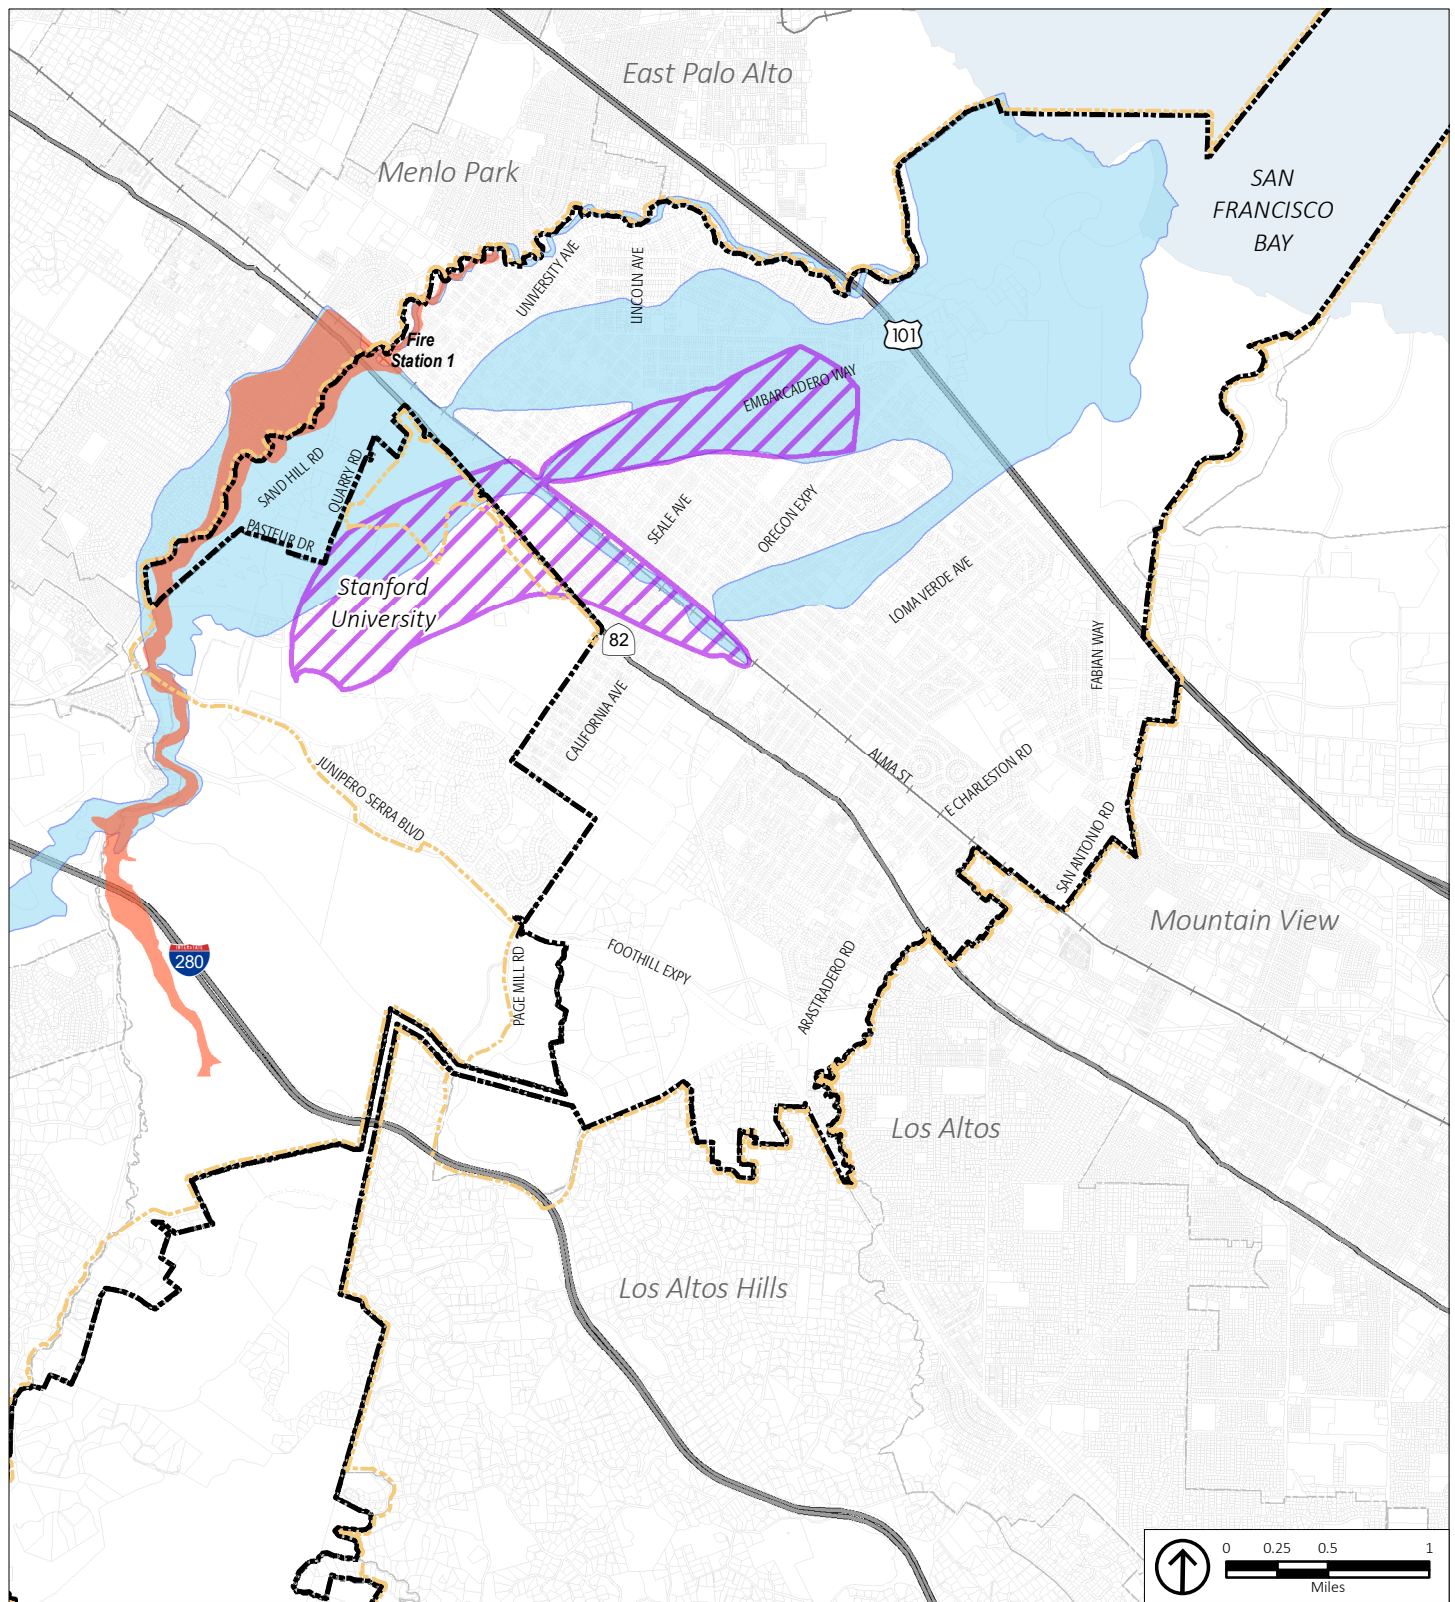 East Palo Alto
Menlo Park
SAN
FRANCISCO
BAY
UNIVERSITY AVE
LINCOLN AVE
101
Fire
Station 1
EMBARCADERO WAY
SAND HILL RD
QUARRY RD
PASTEUR DR
SEALE AVE
OREGON EXPY
Stanford
University
LOMA VERDE AVE
82
FABIAN WAY
CALIFORNIA AVE
JUNIPERO SERRA BLVD
ALMA ST
E CHARLESTON RD
SAN ANTONIO RD
Mountain View
INTERSTATE
280
PAGE MILL RD
FOOTHILL EXPY
ARASTRADERO RD
Los Altos
Los Altos Hills
0 0.25 0.5 1
Miles